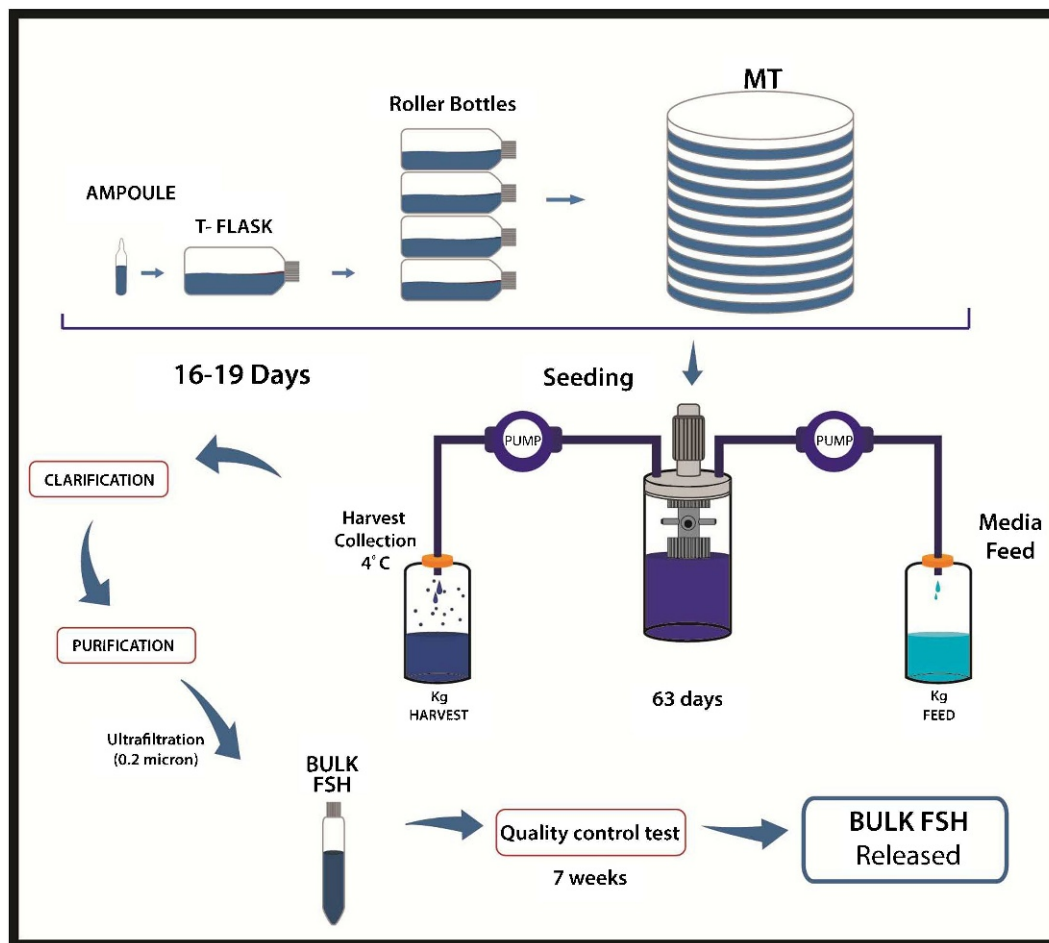 MT
Roller Bottles
AMPOULE
T- FLASK
16-19 Days
Seeding
PUMP
PUMP
CLARIFICATION
Harvest
Collection
4°C
Media
Feed
PURIFICATION
Kg
HARVEST
63 days
Kg
FEED
Ultrafiltration
(0.2 micron)
BULK
FSH
Quality control test
7 weeks
BULK FSH
Released